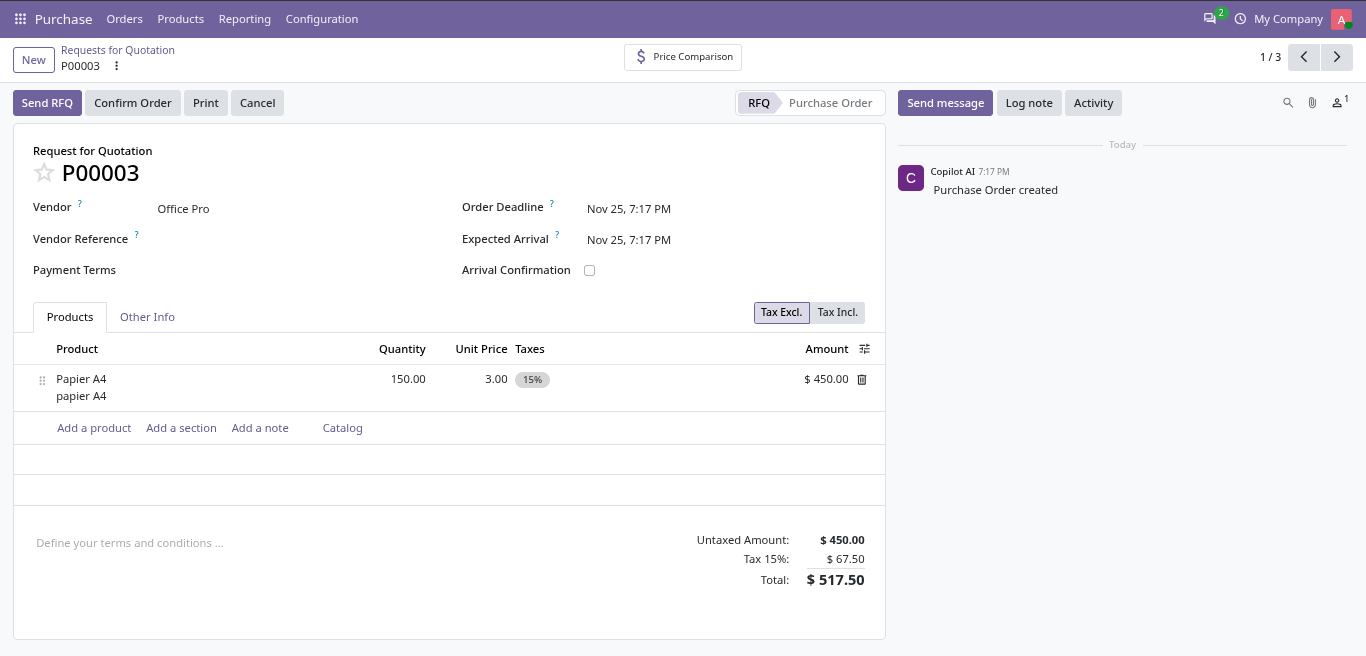 Purchase Orders Products Reporting Configuration 2 My Company A
New Requests for Quotation
P00003
$ Price Comparison 1 / 3
Send RFQ Confirm Order Print Cancel RFQ Purchase Order Send message Log note Activity 1
Today
Request for Quotation
P00003
C Copilot AI 7:17 PM
Purchase Order created
Vendor ? Office Pro Order Deadline ? Nov 25, 7:17 PM
Vendor Reference ? Expected Arrival ? Nov 25, 7:17 PM
Payment Terms Arrival Confirmation
Products Other Info Tax Excl. Tax Incl.
Product Quantity Unit Price Taxes Amount
Papier A4 150.00 3.00 15% $ 450.00
papier A4
Add a product Add a section Add a note Catalog
Define your terms and conditions ...
Untaxed Amount: $ 450.00
Tax 15%: $ 67.50
Total: $ 517.50